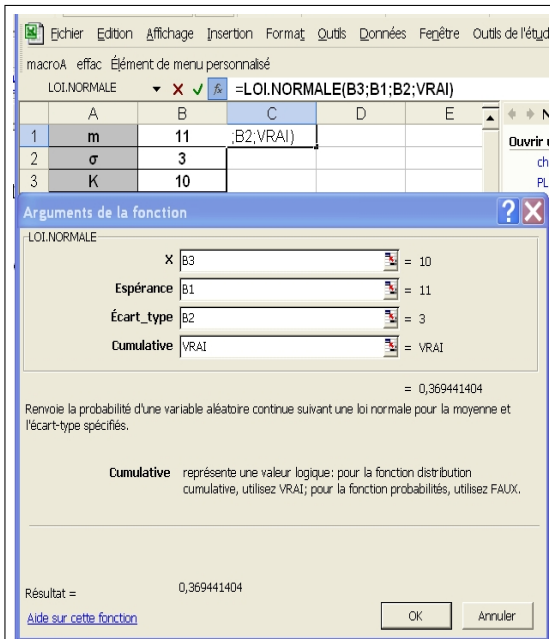 Fichier Edition Affichage Insertion Format Outils Données Fenêtre Outils de l'étud
macroA effac Élément de menu personnalisé
LOI.NORMALE =LOI.NORMALE(B3;B1;B2;VRAI)
A B C D E
1 m 11 ;B2;VRAI)
2 σ 3
3 K 10
N
Ouvrir u
ch
PL
Arguments de la fonction
LOI.NORMALE
X B3 = 10
Espérance B1 = 11
Écart_type B2 = 3
Cumulative VRAI = VRAI
= 0,369441404
Renvoie la probabilité d'une variable aléatoire continue suivant une loi normale pour la moyenne et
l'écart-type spécifiés.
Cumulative représente une valeur logique: pour la fonction distribution
cumulative, utilisez VRAI; pour la fonction probabilités, utilisez FAUX.
Résultat = 0,369441404
Aide sur cette fonction OK Annuler